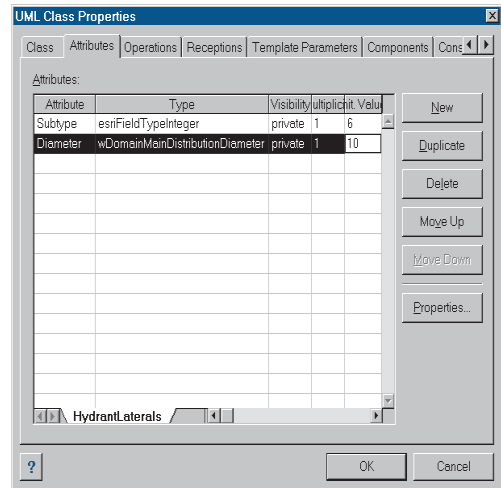 UML Class Properties
Class Attributes Operations Receptions Template Parameters Components Cons
Attributes:
Attribute Type Visibility ultiplic nit. Valu
Subtype esriFieldTypeInteger private 1 6
Diameter wDomainMainDistributionDiameter private 1 10
New
Duplicate
Delete
Move Up
Move Down
Properties...
HydrantLaterals
? OK Cancel